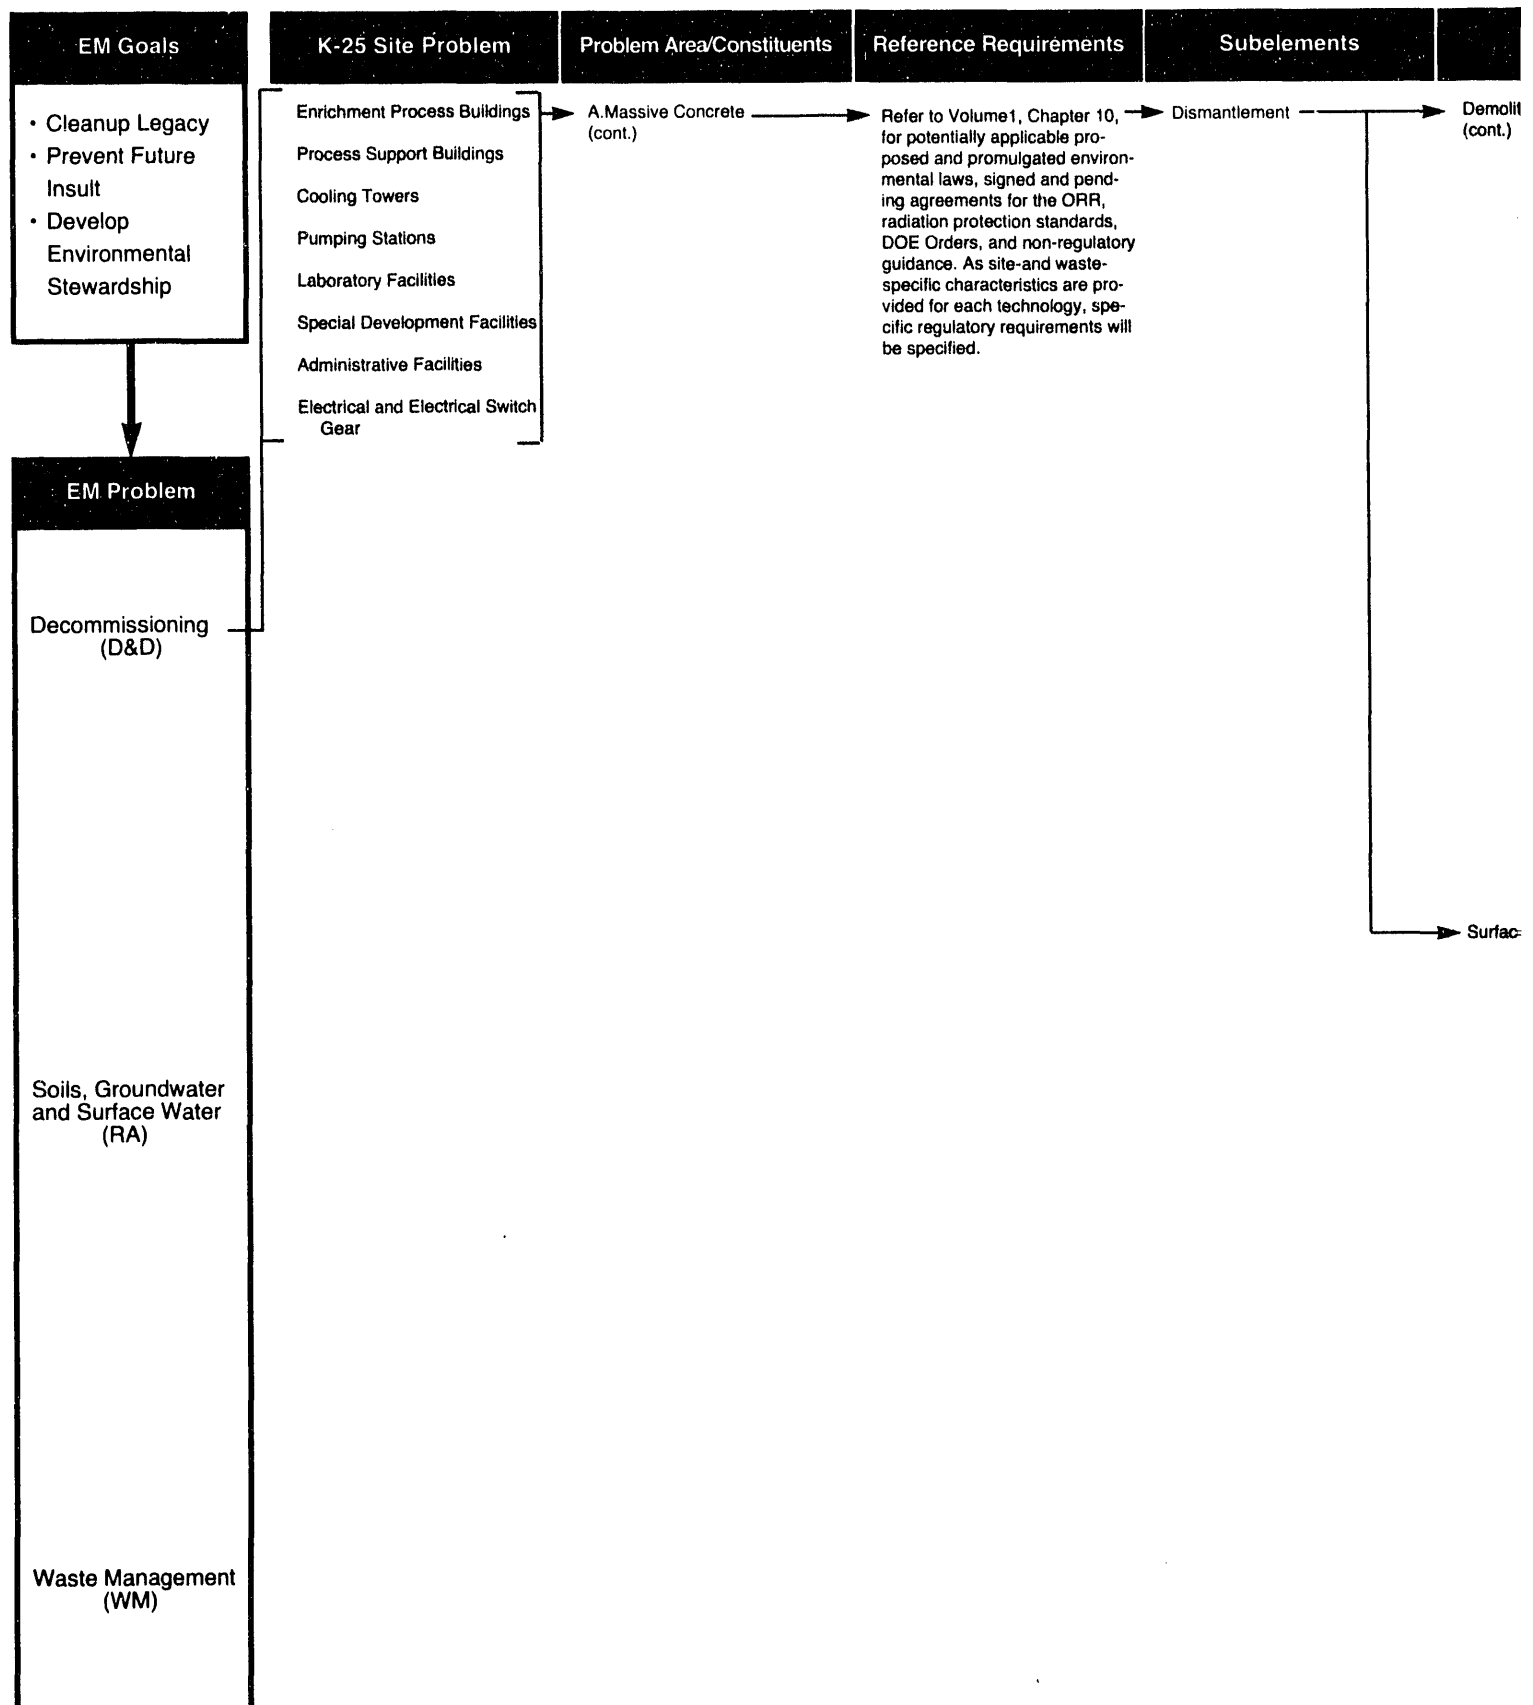 EM Goals
• Cleanup Legacy
• Prevent Future
Insult
• Develop
Environmental
Stewardship
EM Problem
Decommissioning
(D&D)
Soils, Groundwater
and Surface Water
(RA)
Waste Management
(WM)
K-25 Site Problem
Enrichment Process Buildings
Process Support Buildings
Cooling Towers
Pumping Stations
Laboratory Facilities
Special Development Facilities
Administrative Facilities
Electrical and Electrical Switch
Gear
Problem Area/Constituents
A.Massive Concrete
(cont.)
Reference Requirements
Refer to Volume1, Chapter 10,
for potentially applicable pro-
posed and promulgated environ-
mental laws, signed and pend-
ing agreements for the ORR,
radiation protection standards,
DOE Orders, and non-regulatory
guidance. As site-and waste-
specific characteristics are pro-
vided for each technology, spe-
cific regulatory requirements will
be specified.
Subelements
Dismantlement
Demolit
(cont.)
Surfac